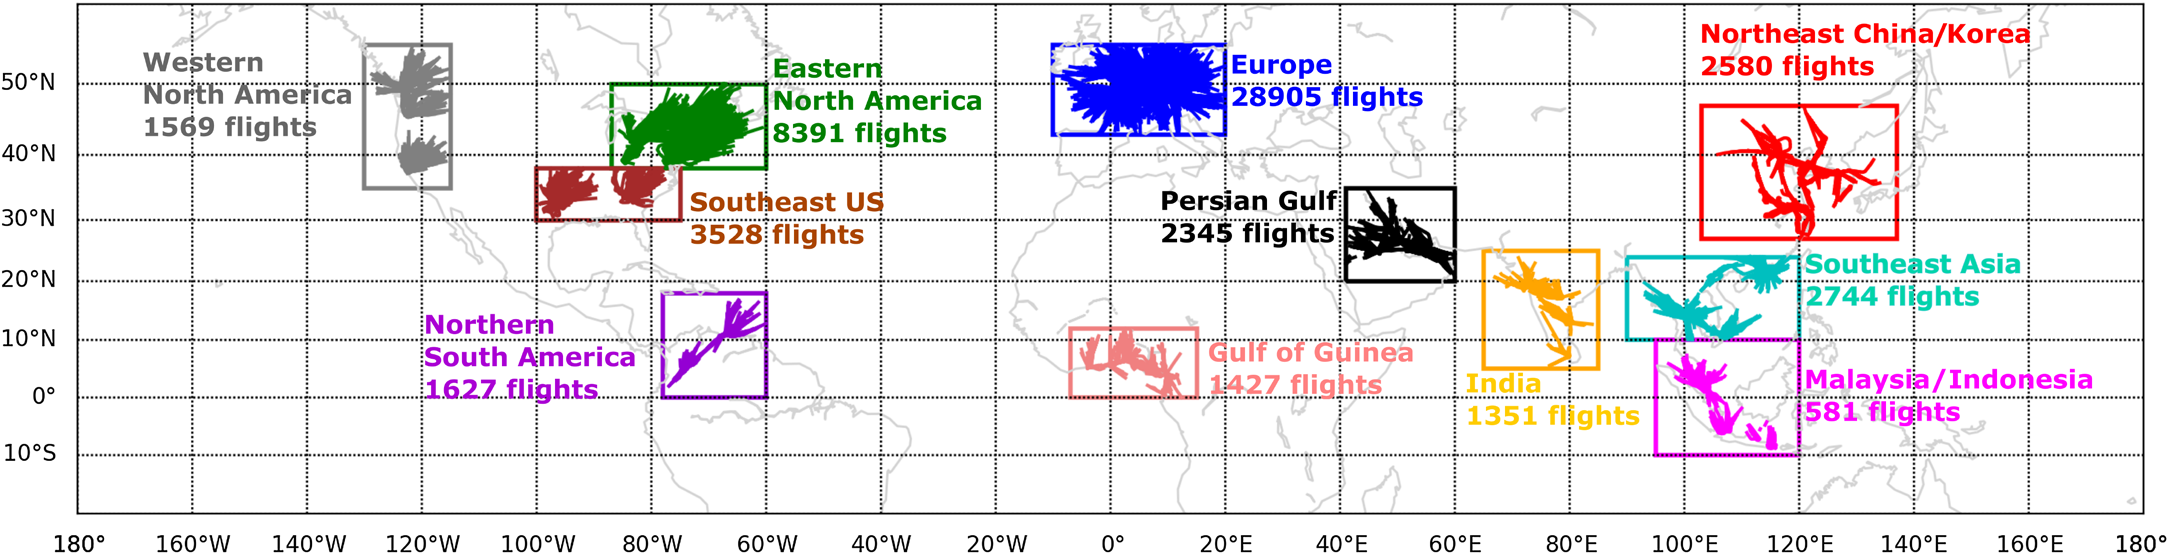 Western
North America
1569 flights
Eastern
North America
8391 flights
Southeast US
3528 flights
Northern
South America
1627 flights
Europe
28905 flights
Persian Gulf
2345 flights
Gulf of Guinea
1427 flights
India
1351 flights
Northeast China/Korea
2580 flights
Southeast Asia
2744 flights
Malaysia/Indonesia
581 flights
50°N
40°N
30°N
20°N
10°N
0°
10°S
180° 160°W 140°W 120°W 100°W 80°W 60°W 40°W 20°W 0° 20°E 40°E 60°E 80°E 100°E 120°E 140°E 160°E 180°